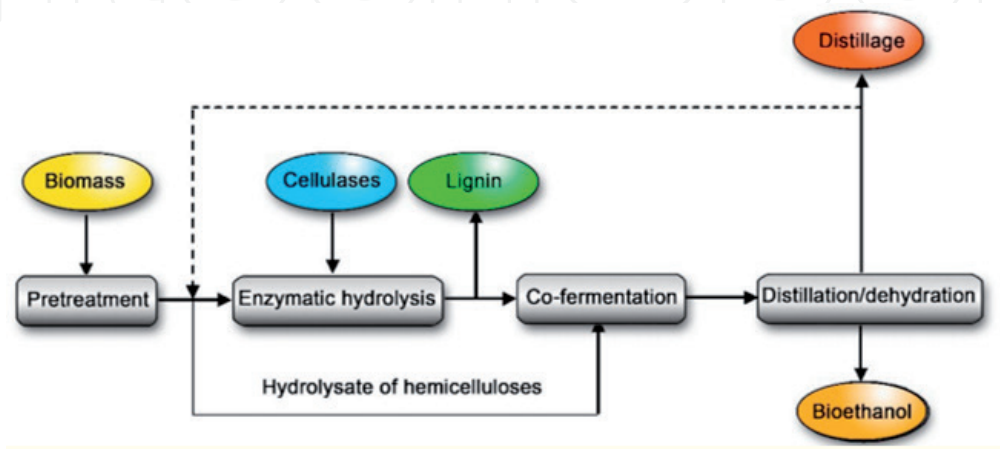 Distillage
Biomass
Cellulases
Lignin
Pretreatment
Enzymatic hydrolysis
Co-fermentation
Distillation/dehydration
Hydrolysate of hemicelluloses
Bioethanol